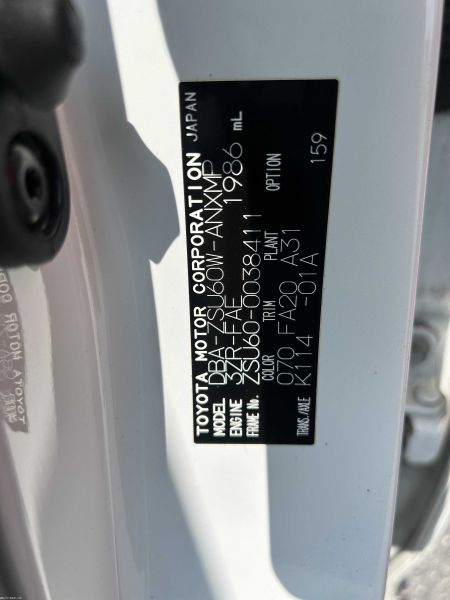 TOYOTA MOTOR CORPORATION JAPAN
MODEL DBA-ZSU60W-ANXMP
ENGINE 3ZR-FAE 1986 mL
FRAME No. ZSU60-0038411
COLOR TRIM PLANT OPTION
070 FA20 A31 159
TRANS./AXLE K114 -01A